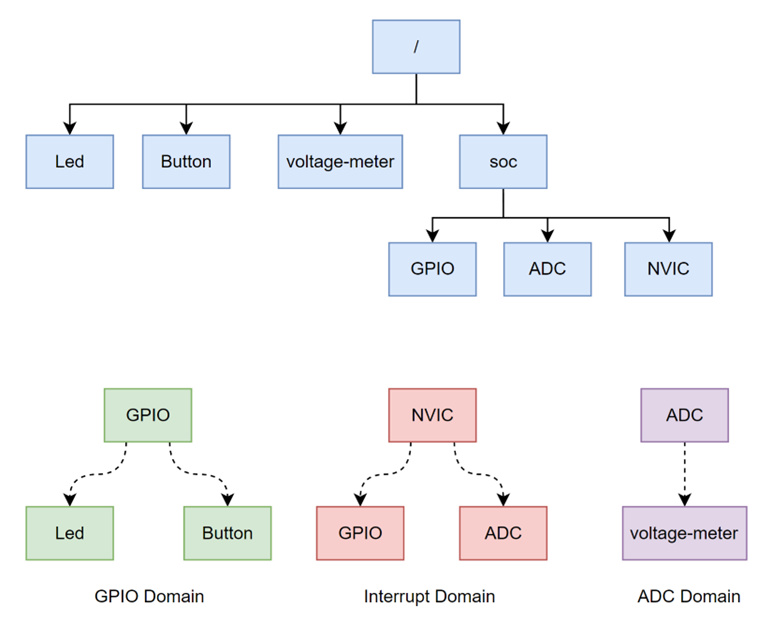 /
Led
Button
voltage-meter
soc
GPIO
ADC
NVIC
GPIO
NVIC
ADC
Led
Button
GPIO
ADC
voltage-meter
GPIO Domain
Interrupt Domain
ADC Domain